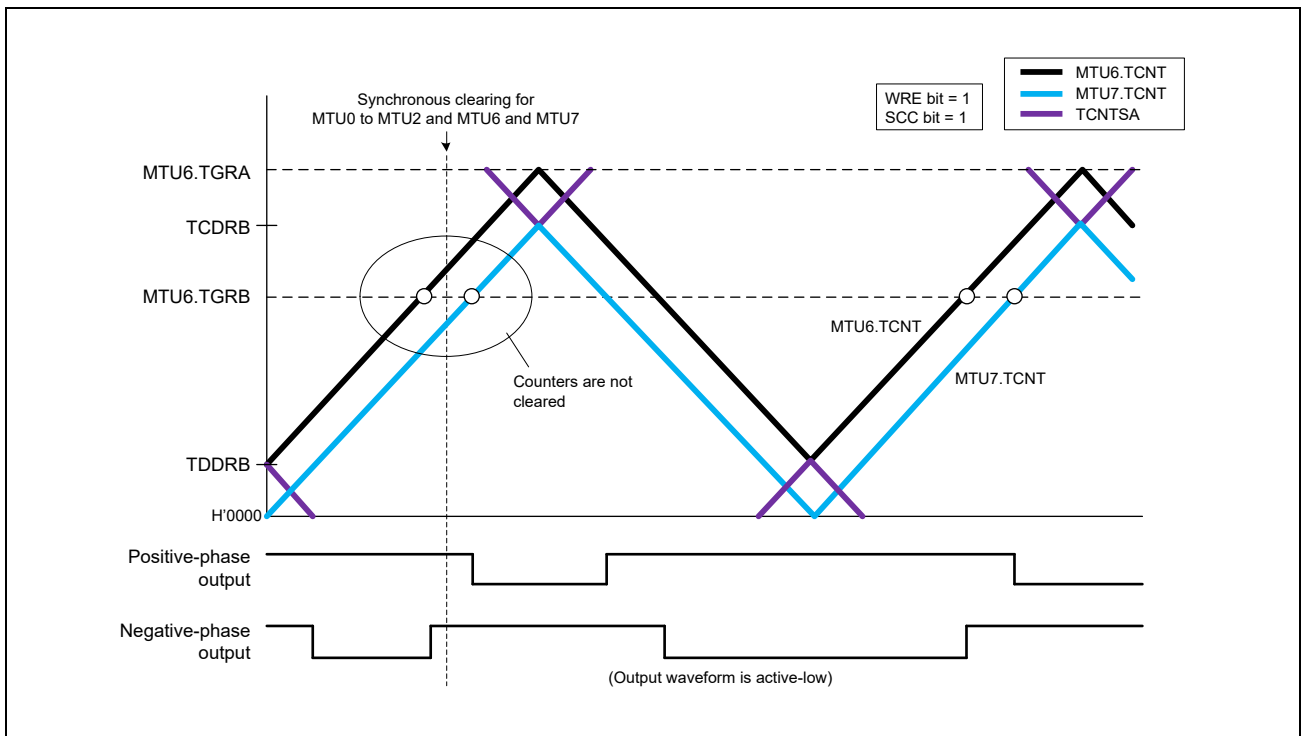 Synchronous clearing for
MTU0 to MTU2 and MTU6 and MTU7
WRE bit = 1
SCC bit = 1
MTU6.TCNT
MTU7.TCNT
TCNTSA
MTU6.TGRA
TCDRB
MTU6.TGRB
MTU6.TCNT
MTU7.TCNT
Counters are not
cleared
TDDRB
H'0000
Positive-phase
output
Negative-phase
output
(Output waveform is active-low)